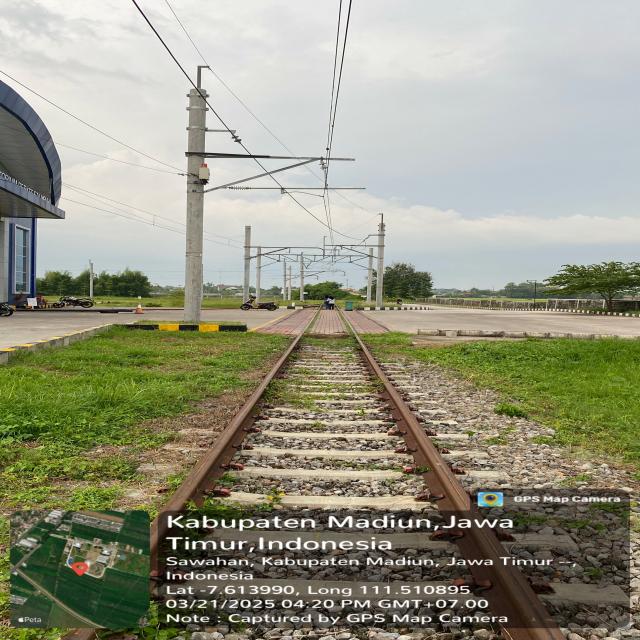 GPS Map Camera
Kabupaten Madiun,Jawa
Timur,Indonesia
Sawahan, Kabupaten Madiun, Jawa Timur --,
Indonesia
Lat -7.613990, Long 111.510895
03/21/2025 04:20 PM GMT+07.00
Note : Captured by GPS Map Camera
Peta